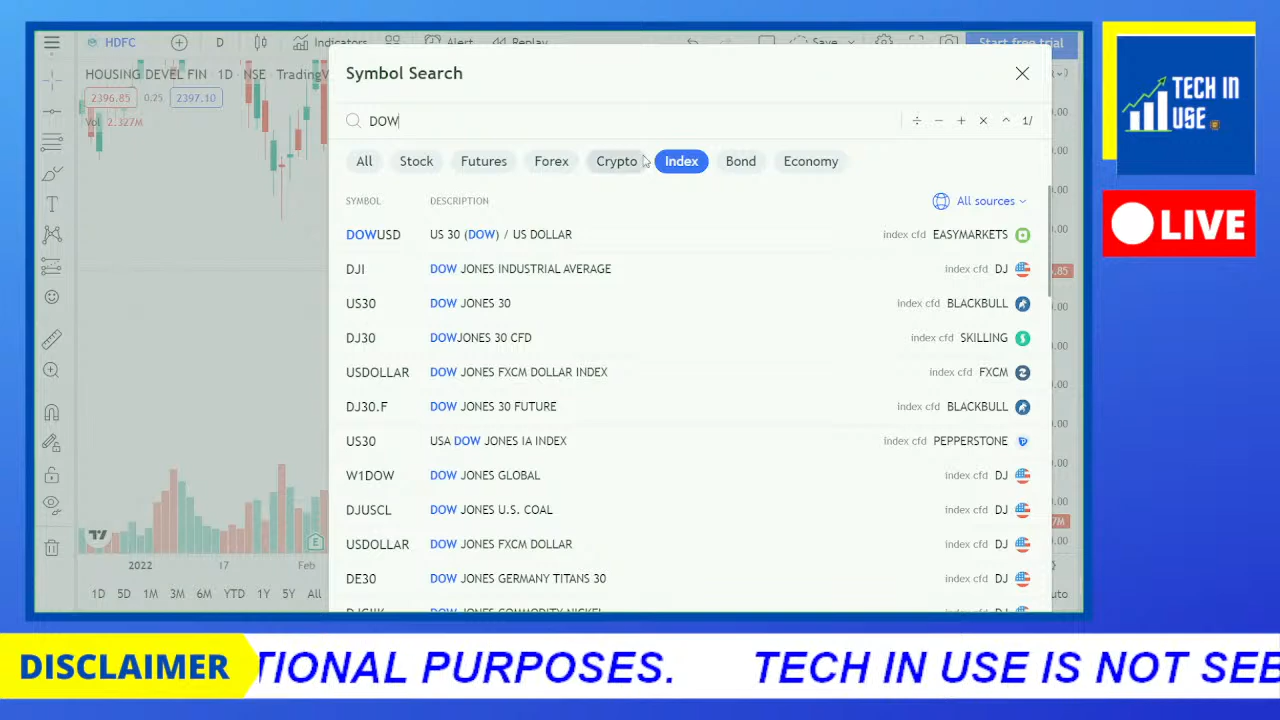 HDFC
D
Indicators
Alert
Replay
Save
Start free trial
HOUSING DEVEL FIN · 1D · NSE
2396.85
0.25
2397.10
Vol 2.327M
Symbol Search
DOW
÷ − + × ^ 1/
All
Stock
Futures
Forex
Crypto
Index
Bond
Economy
SYMBOL DESCRIPTION All sources
DOWUSD US 30 (DOW) / US DOLLAR index cfd EASYMARKETS
DJI DOW JONES INDUSTRIAL AVERAGE index cfd DJ
US30 DOW JONES 30 index cfd BLACKBULL
DJ30 DOWJONES 30 CFD index cfd SKILLING
USDOLLAR DOW JONES FXCM DOLLAR INDEX index cfd FXCM
DJ30.F DOW JONES 30 FUTURE index cfd BLACKBULL
US30 USA DOW JONES IA INDEX index cfd PEPPERSTONE
W1DOW DOW JONES GLOBAL index cfd DJ
DJUSCL DOW JONES U.S. COAL index cfd DJ
USDOLLAR DOW JONES FXCM DOLLAR index cfd DJ
DE30 DOW JONES GERMANY TITANS 30 index cfd DJ
2022
17
Feb
1D 5D 1M 3M 6M YTD 1Y 5Y All
TECH IN
USE
LIVE
DISCLAIMER
TIONAL PURPOSES. TECH IN USE IS NOT SEB